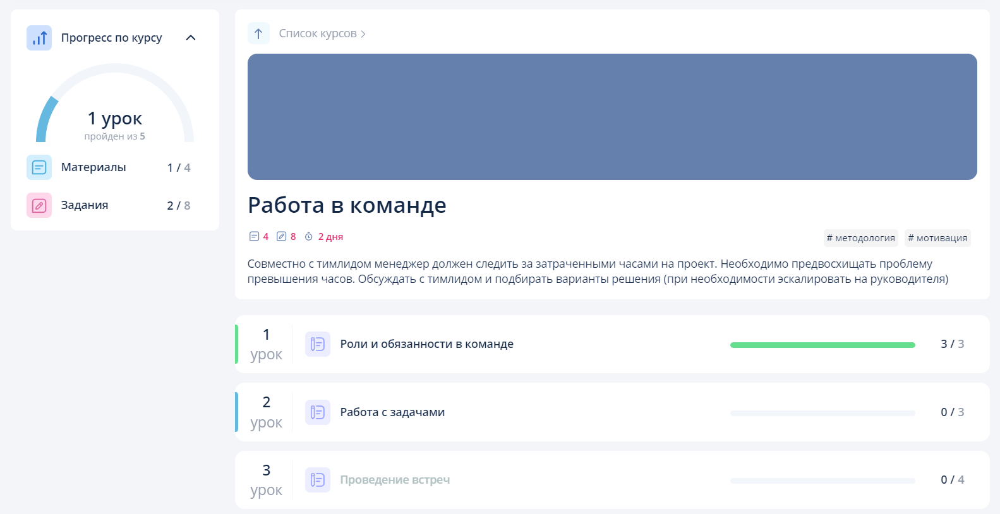 Прогресс по курсу
1 урок
пройден из 5
Материалы 1 / 4
Задания 2 / 8
Список курсов
Работа в команде
4 8 2 дня
# методология # мотивация
Совместно с тимлидом менеджер должен следить за затраченными часами на проект. Необходимо предвосхищать проблему
превышения часов. Обсуждать с тимлидом и подбирать варианты решения (при необходимости эскалировать на руководителя)
1
урок
Роли и обязанности в команде 3 / 3
2
урок
Работа с задачами 0 / 3
3
урок
Проведение встреч 0 / 4